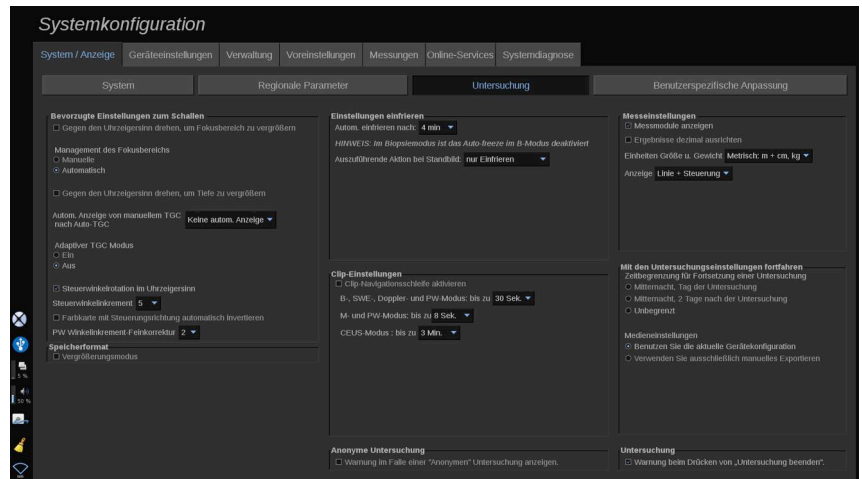 Systemkonfiguration
System / Anzeige
Geräteeinstellungen
Verwaltung
Voreinstellungen
Messungen
Online-Services
Systemdiagnose
System
Regionale Parameter
Untersuchung
Benutzerspezifische Anpassung
Bevorzugte Einstellungen zum Schallen
Gegen den Uhrzeigersinn drehen, um Fokusbereich zu vergrößern
Management des Fokusbereichs
Manuelle
Automatisch
Gegen den Uhrzeigersinn drehen, um Tiefe zu vergrößern
Autom. Anzeige von manuellem TGC
nach Auto-TGC
Keine autom. Anzeige
Adaptiver TGC Modus
Ein
Aus
Steuerwinkelrotation im Uhrzeigersinn
Steuerwinkelinkrement 5
Farbkarte mit Steuerungsrichtung automatisch invertieren
PW Winkelinkrement-Feinkorrektur 2
Speicherformat
Vergrößerungsmodus
Einstellungen einfrieren
Autom. einfrieren nach: 4 min
HINWEIS: Im Biopsiemodus ist das Auto-freeze im B-Modus deaktiviert
Auszuführende Aktion bei Standbild: nur Einfrieren
Clip-Einstellungen
Clip-Navigationsschleife aktivieren
B-, SWE-, Doppler- und PW-Modus: bis zu 30 Sek.
M- und PW-Modus: bis zu 8 Sek.
CEUS-Modus : bis zu 3 Min.
Anonyme Untersuchung
Warnung im Falle einer "Anonymen" Untersuchung anzeigen.
Messeinstellungen
Messmodule anzeigen
Ergebnisse dezimal ausrichten
Einheiten Größe u. Gewicht Metrisch: m + cm, kg
Anzeige Linie + Steuerung
Mit den Untersuchungseinstellungen fortfahren
Zeitbegrenzung für Fortsetzung einer Untersuchung
Mitternacht, Tag der Untersuchung
Mitternacht, 2 Tage nach der Untersuchung
Unbegrenzt
Medieneinstellungen
Benutzen Sie die aktuelle Gerätekonfiguration
Verwenden Sie ausschließlich manuelles Exportieren
Untersuchung
Warnung beim Drücken von „Untersuchung beenden".
5 %
50 %